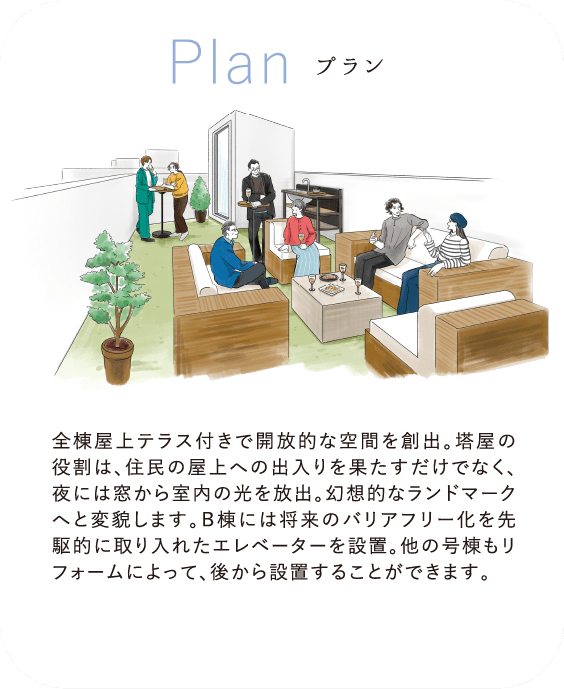 Plan プラン
全棟屋上テラス付きで開放的な空間を創出。塔屋の
役割は、住民の屋上への出入りを果たすだけでなく、
夜には窓から室内の光を放出。幻想的なランドマーク
へと変貌します。B棟には将来のバリアフリー化を先
駆的に取り入れたエレベーターを設置。他の号棟もリ
フォームによって、後から設置することができます。